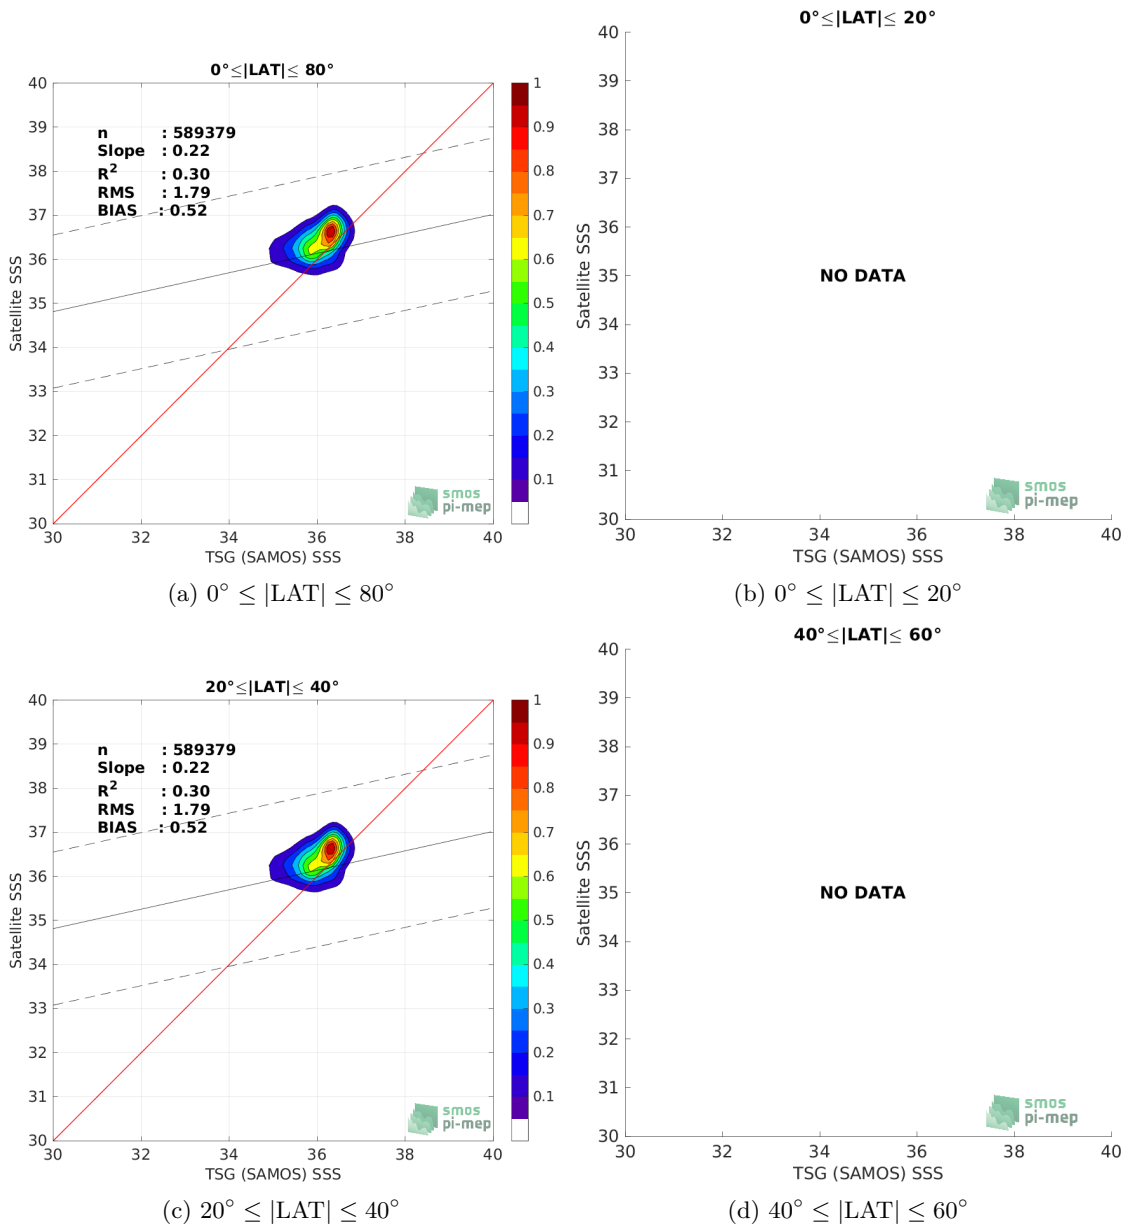 0°≤|LAT|≤ 80°
n : 589379
Slope : 0.22
R² : 0.30
RMS : 1.79
BIAS : 0.52
40
39
38
37
36
35
34
33
32
31
30
30 32 34 36 38 40
Satellite SSS
TSG (SAMOS) SSS
1
0.9
0.8
0.7
0.6
0.5
0.4
0.3
0.2
0.1
smos
pi-mep
(a) 0° ≤ |LAT| ≤ 80°
0°≤|LAT|≤ 20°
40
39
38
37
36
35
34
33
32
31
30
30 32 34 36 38 40
Satellite SSS
NO DATA
TSG (SAMOS) SSS
smos
pi-mep
(b) 0° ≤ |LAT| ≤ 20°
20°≤|LAT|≤ 40°
n : 589379
Slope : 0.22
R² : 0.30
RMS : 1.79
BIAS : 0.52
40
39
38
37
36
35
34
33
32
31
30
30 32 34 36 38 40
Satellite SSS
TSG (SAMOS) SSS
1
0.9
0.8
0.7
0.6
0.5
0.4
0.3
0.2
0.1
smos
pi-mep
(c) 20° ≤ |LAT| ≤ 40°
40°≤|LAT|≤ 60°
40
39
38
37
36
35
34
33
32
31
30
30 32 34 36 38 40
Satellite SSS
NO DATA
TSG (SAMOS) SSS
smos
pi-mep
(d) 40° ≤ |LAT| ≤ 60°